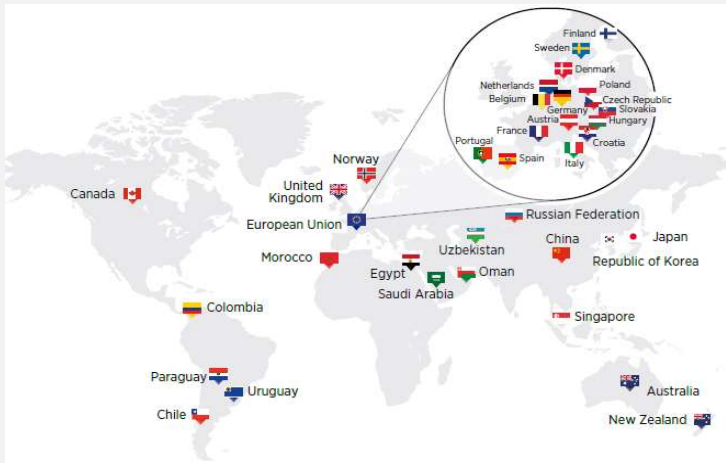 Finland
Sweden
Denmark
Netherlands
Poland
Belgium
Czech Republic
Germany
Slovakia
Austria
Hungary
France
Croatia
Portugal
Spain
Italy
Norway
Canada
United
Kingdom
European Union
Russian Federation
Uzbekistan
China
Japan
Republic of Korea
Morocco
Egypt
Oman
Saudi Arabia
Colombia
Singapore
Paraguay
Uruguay
Chile
Australia
New Zealand